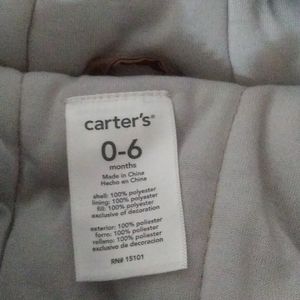 carter's®
0-6
months
Made in China
Hecho en China
shell: 100% polyester
lining: 100% polyester
fill: 100% polyester
exclusive of decoration
exterior: 100% poliester
forro: 100% poliester
relleno: 100% poliester
exclusivo de decoracion
RN# 15101